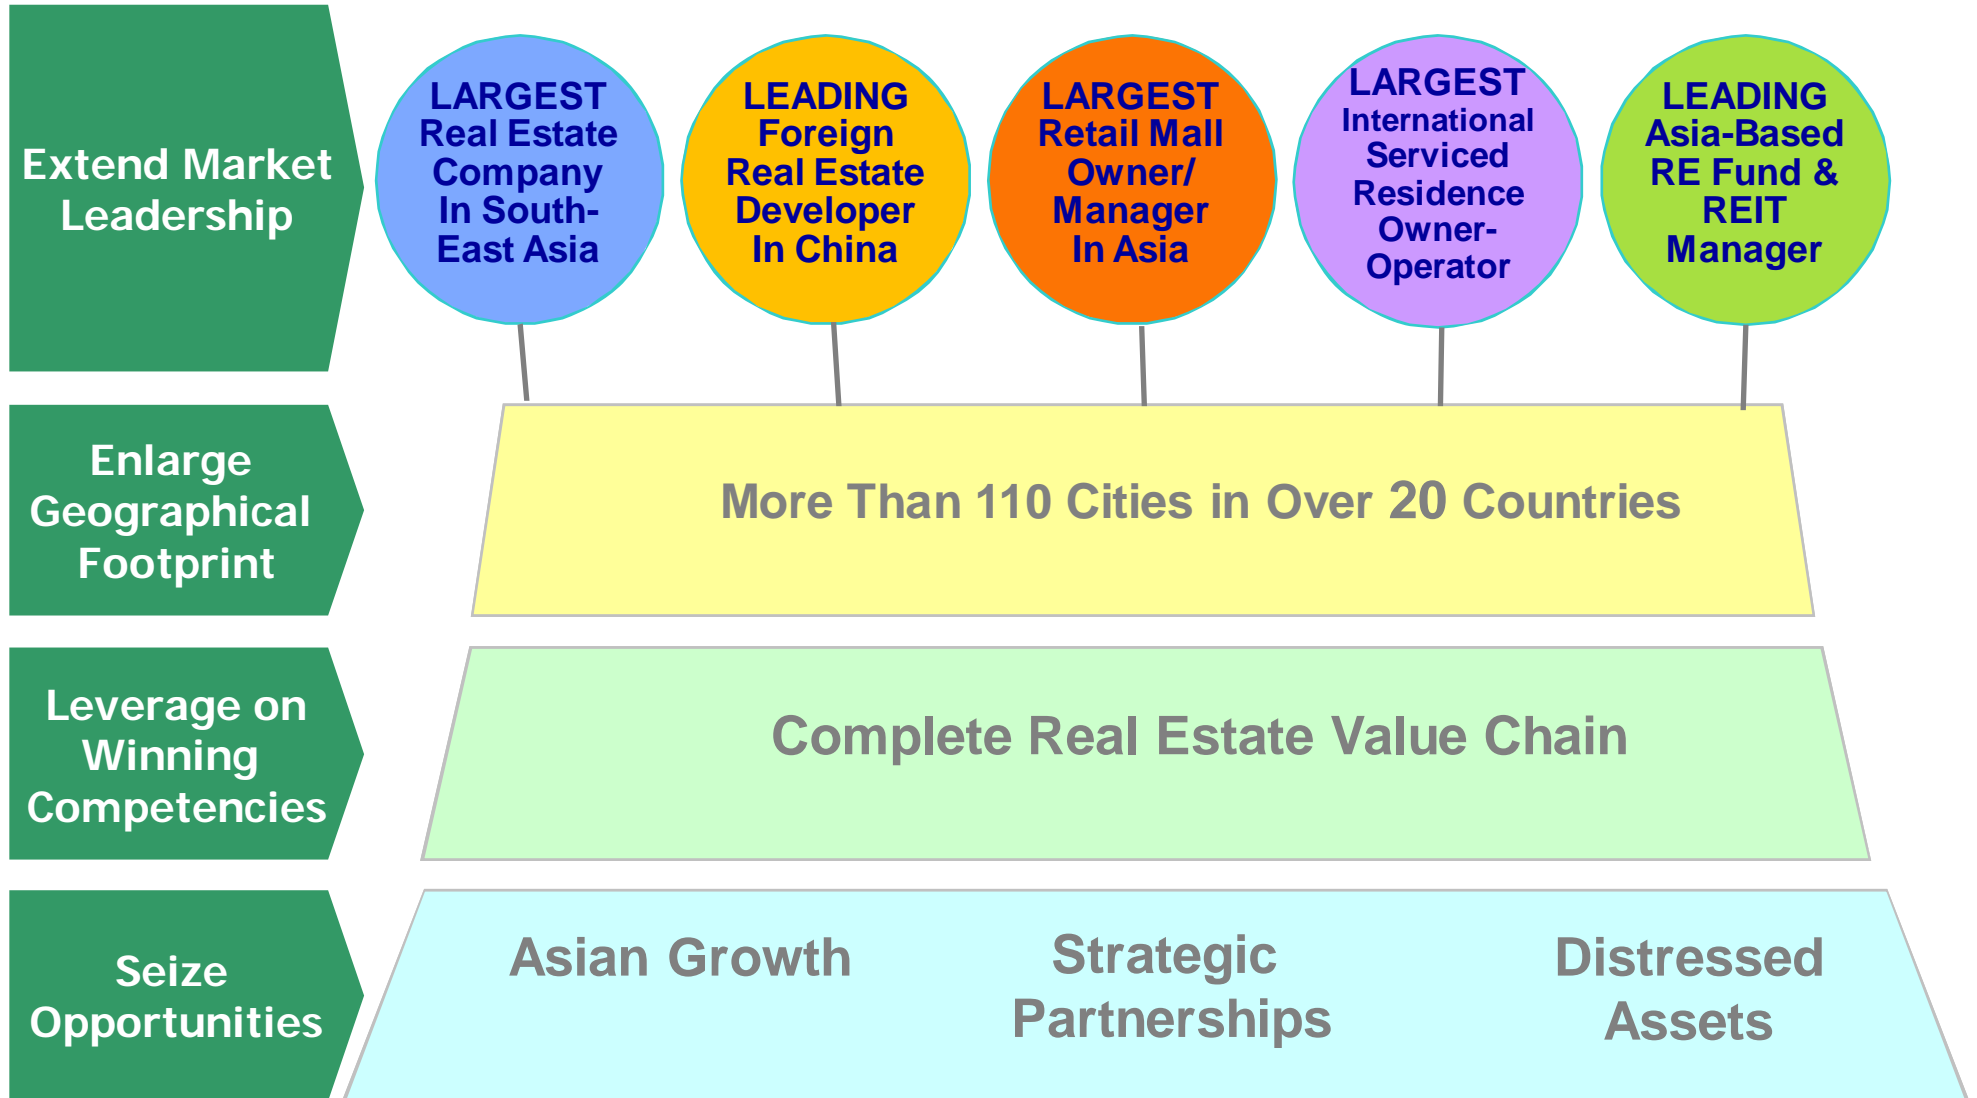 Extend Market
Leadership
LARGEST
Real Estate
Company
In South-
East Asia
LEADING
Foreign
Real Estate
Developer
In China
LARGEST
Retail Mall
Owner/
Manager
In Asia
LARGEST
International
Serviced
Residence
Owner-
Operator
LEADING
Asia-Based
RE Fund &
REIT
Manager
Enlarge
Geographical
Footprint
More Than 110 Cities in Over 20 Countries
Leverage on
Winning
Competencies
Complete Real Estate Value Chain
Seize
Opportunities
Asian Growth
Strategic
Partnerships
Distressed
Assets